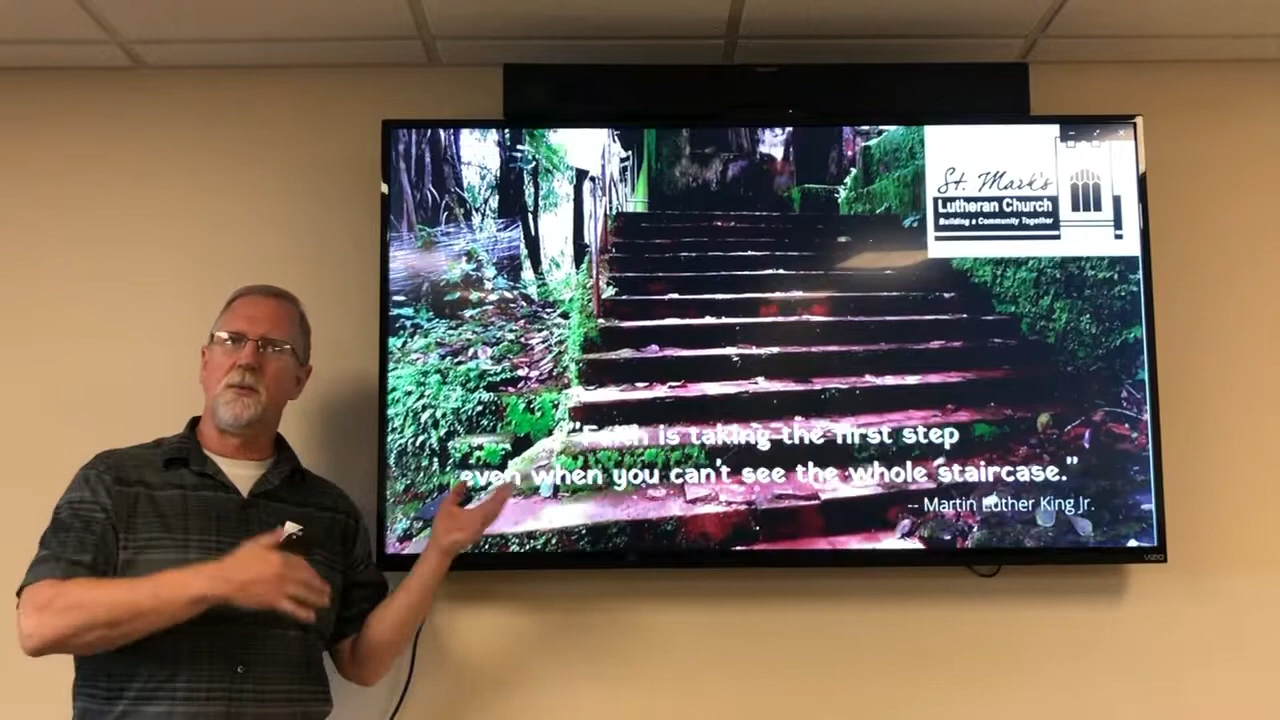 St. Mark's
Lutheran Church
Building a Community Together
"Faith is taking the first step
even when you can't see the whole staircase."
-- Martin Luther King Jr.
VIZIO